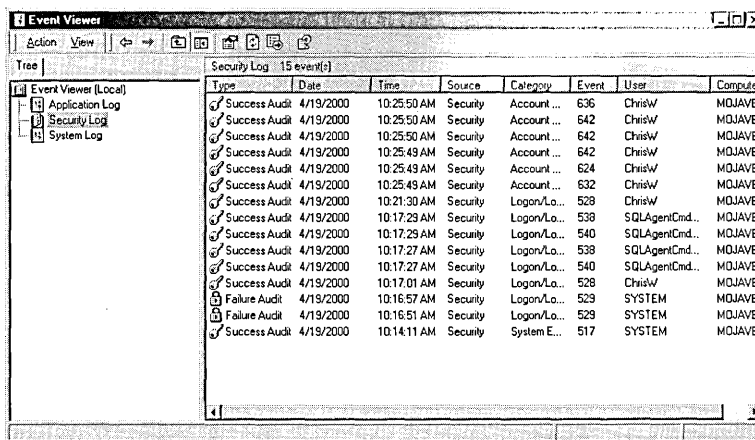 Event Viewer
Action View
Tree
Security Log 15 event(s)
Event Viewer (Local)
Application Log
Security Log
System Log
Type Date Time Source Category Event User Compute
Success Audit 4/19/2000 10:25:50 AM Security Account ... 636 ChrisW MOJAVE
Success Audit 4/19/2000 10:25:50 AM Security Account ... 642 ChrisW MOJAVE
Success Audit 4/19/2000 10:25:50 AM Security Account ... 642 ChrisW MOJAVE
Success Audit 4/19/2000 10:25:49 AM Security Account ... 642 ChrisW MOJAVE
Success Audit 4/19/2000 10:25:49 AM Security Account ... 624 ChrisW MOJAVE
Success Audit 4/19/2000 10:25:49 AM Security Account ... 632 ChrisW MOJAVE
Success Audit 4/19/2000 10:21:30 AM Security Logon/Lo... 528 ChrisW MOJAVE
Success Audit 4/19/2000 10:17:29 AM Security Logon/Lo... 538 SQLAgentCmd... MOJAVE
Success Audit 4/19/2000 10:17:29 AM Security Logon/Lo... 540 SQLAgentCmd... MOJAVE
Success Audit 4/19/2000 10:17:27 AM Security Logon/Lo... 538 SQLAgentCmd... MOJAVE
Success Audit 4/19/2000 10:17:27 AM Security Logon/Lo... 540 SQLAgentCmd... MOJAVE
Success Audit 4/19/2000 10:17:01 AM Security Logon/Lo... 528 ChrisW MOJAVE
Failure Audit 4/19/2000 10:16:57 AM Security Logon/Lo... 529 SYSTEM MOJAVE
Failure Audit 4/19/2000 10:16:51 AM Security Logon/Lo... 529 SYSTEM MOJAVE
Success Audit 4/19/2000 10:14:11 AM Security System E... 517 SYSTEM MOJAVE